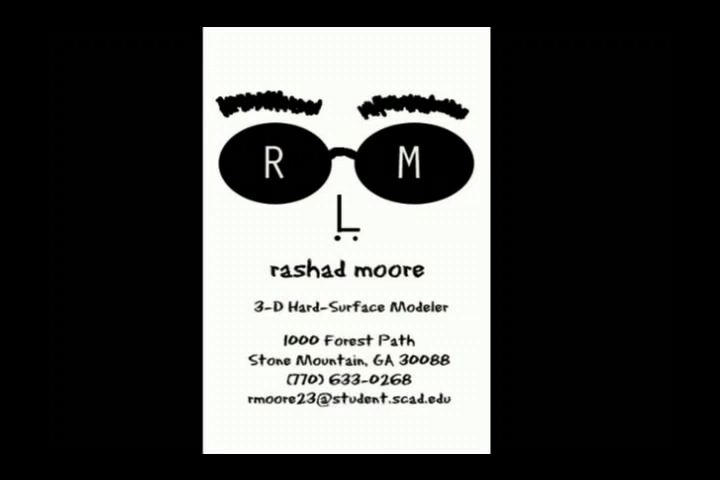 R M
rashad moore
3-D Hard-Surface Modeler
1000 Forest Path
Stone Mountain, GA 30088
(770) 633-0268
rmoore23@student.scad.edu